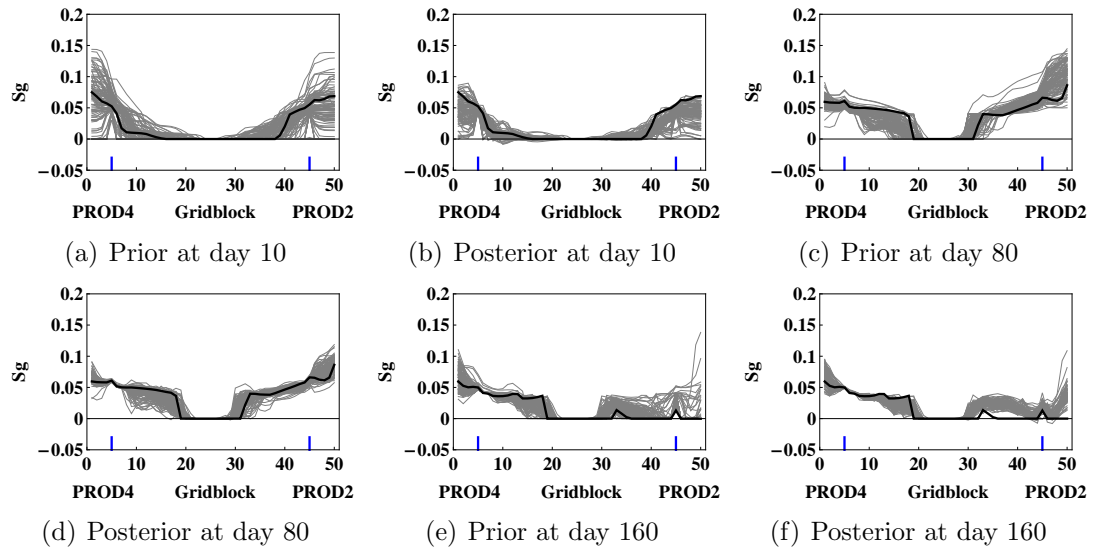 0.2 0.2 0.2
0.15 0.15 0.15
0.1 0.1 0.1
Sg Sg Sg
0.05 0.05 0.05
0 0 0
−0.05 −0.05 −0.05
0 10 20 30 40 50 0 10 20 30 40 50 0 10 20 30 40 50
PROD4 Gridblock PROD2 PROD4 Gridblock PROD2 PROD4 Gridblock PROD2
(a) Prior at day 10 (b) Posterior at day 10 (c) Prior at day 80
0.2 0.2 0.2
0.15 0.15 0.15
0.1 0.1 0.1
Sg Sg Sg
0.05 0.05 0.05
0 0 0
−0.05 −0.05 −0.05
0 10 20 30 40 50 0 10 20 30 40 50 0 10 20 30 40 50
PROD4 Gridblock PROD2 PROD4 Gridblock PROD2 PROD4 Gridblock PROD2
(d) Posterior at day 80 (e) Prior at day 160 (f) Posterior at day 160